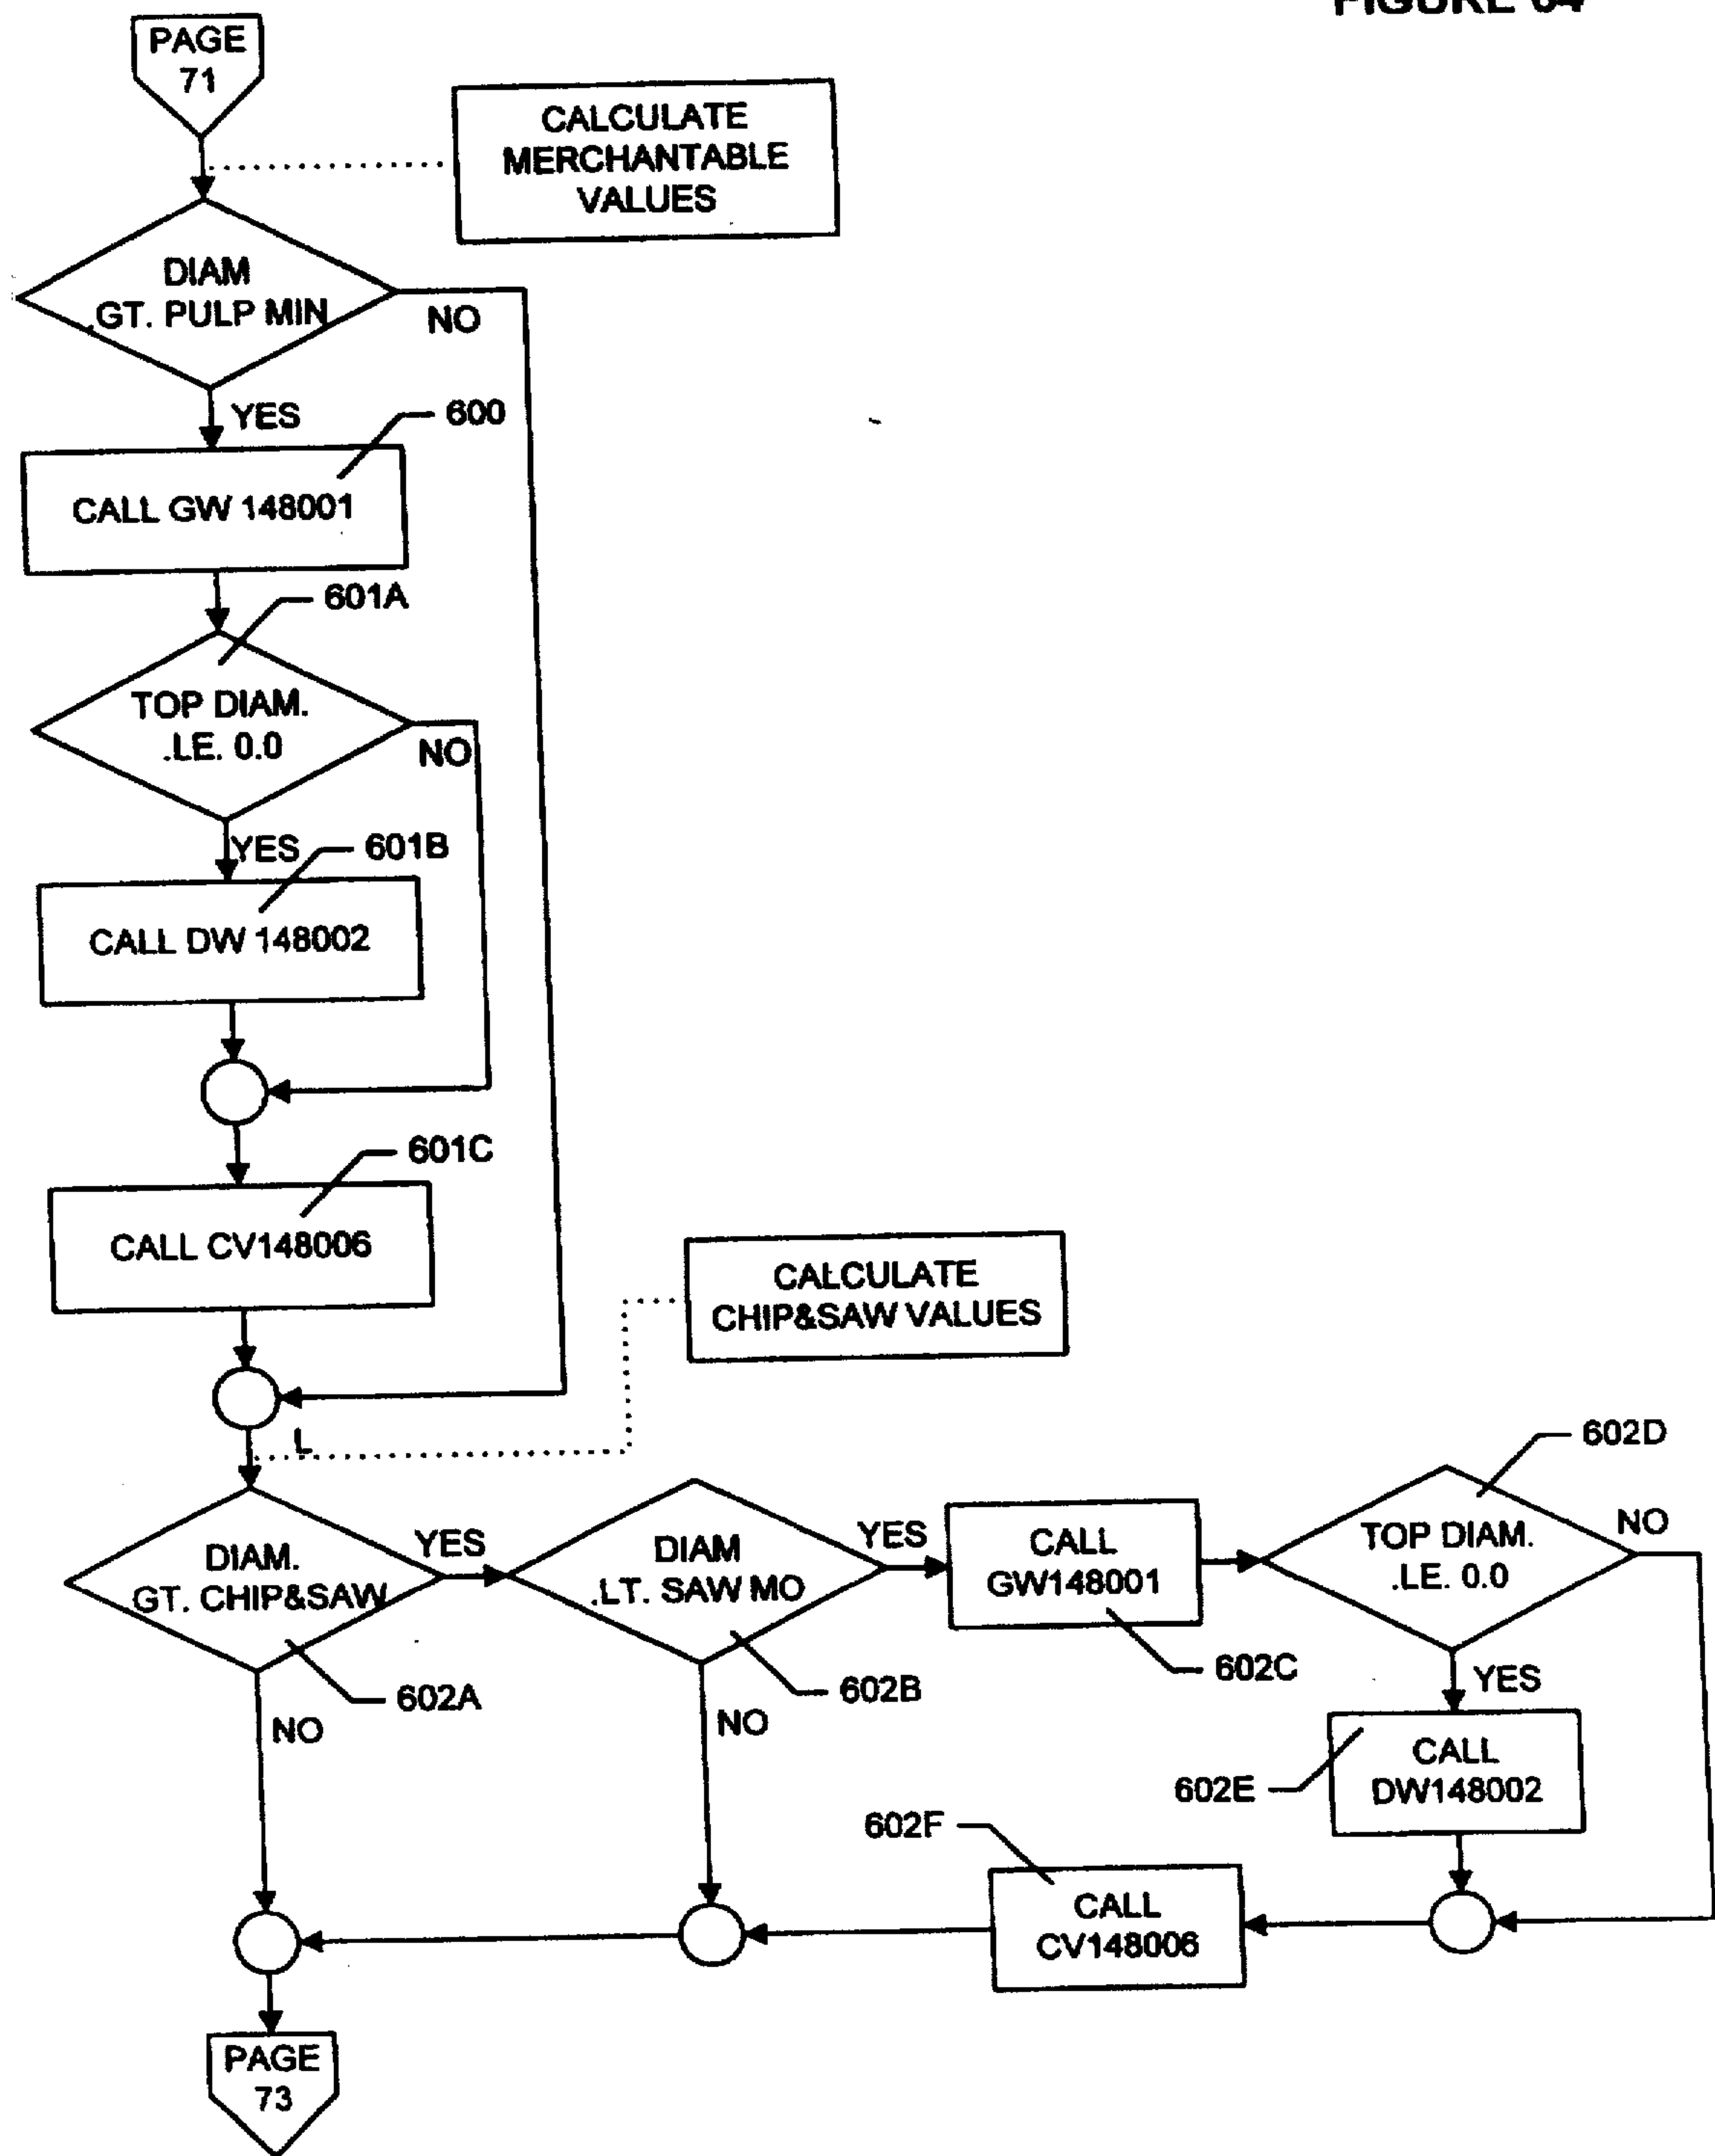 PAGE
71
CALCULATE
MERCHANTABLE
VALUES
DIAM
.GT. PULP MIN
NO
YES
600
CALL GW 148001
601A
TOP DIAM.
.LE. 0.0
NO
YES
601B
CALL DW 148002
601C
CALL CV148006
CALCULATE
CHIP&SAW VALUES
L
602D
DIAM.
GT. CHIP&SAW
YES
DIAM
.LT. SAW MO
YES
CALL
GW148001
TOP DIAM.
.LE. 0.0
NO
602A
NO
602B
NO
602C
YES
602E
CALL
DW148002
602F
CALL
CV148006
PAGE
73